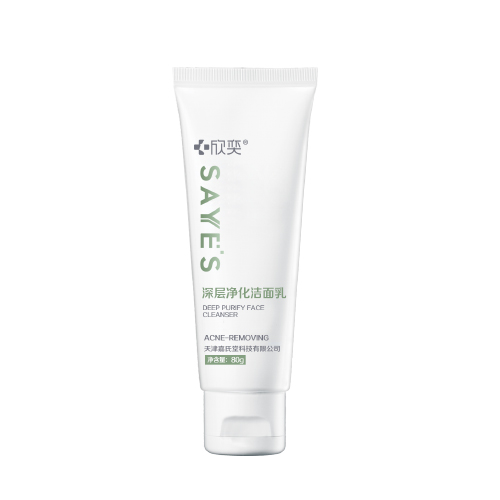 欣奕®
SAYYE'S
深层净化洁面乳
DEEP PURIFY FACE
CLEANSER
ACNE-REMOVING
天津嘉氏堂科技有限公司
净含量：80g